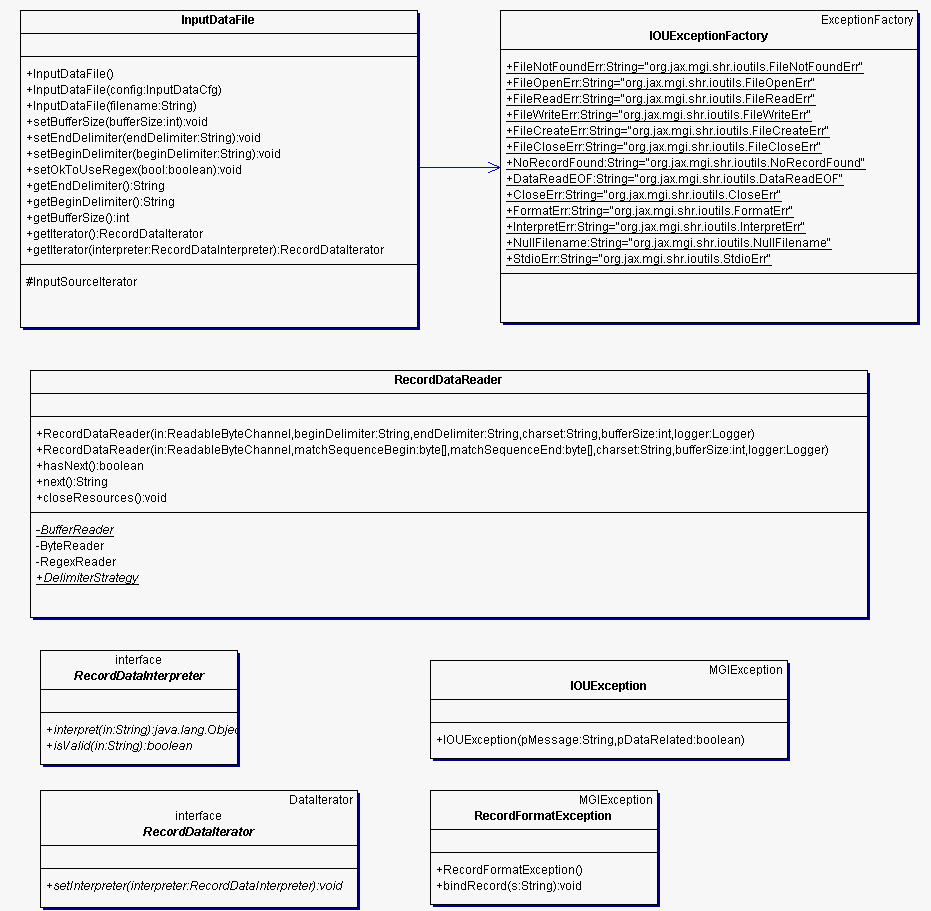 InputDataFile
+InputDataFile()
+InputDataFile(config:InputDataCfg)
+InputDataFile(filename:String)
+setBufferSize(bufferSize:int):void
+setEndDelimiter(endDelimiter:String):void
+setBeginDelimiter(beginDelimiter:String):void
+setOkToUseRegex(bool:boolean):void
+getEndDelimiter():String
+getBeginDelimiter():String
+getBufferSize():int
+getIterator():RecordDataIterator
+getIterator(interpreter:RecordDataInterpreter):RecordDataIterator
#InputSourceIterator
ExceptionFactory
IOUExceptionFactory
+FileNotFoundErr:String="org.jax.mgi.shr.ioutils.FileNotFoundErr"
+FileOpenErr:String="org.jax.mgi.shr.ioutils.FileOpenErr"
+FileReadErr:String="org.jax.mgi.shr.ioutils.FileReadErr"
+FileWriteErr:String="org.jax.mgi.shr.ioutils.FileWriteErr"
+FileCreateErr:String="org.jax.mgi.shr.ioutils.FileCreateErr"
+FileCloseErr:String="org.jax.mgi.shr.ioutils.FileCloseErr"
+NoRecordFound:String="org.jax.mgi.shr.ioutils.NoRecordFound"
+DataReadEOF:String="org.jax.mgi.shr.ioutils.DataReadEOF"
+CloseErr:String="org.jax.mgi.shr.ioutils.CloseErr"
+FormatErr:String="org.jax.mgi.shr.ioutils.FormatErr"
+InterpretErr:String="org.jax.mgi.shr.ioutils.InterpretErr"
+NullFilename:String="org.jax.mgi.shr.ioutils.NullFilename"
+StdioErr:String="org.jax.mgi.shr.ioutils.StdioErr"
RecordDataReader
+RecordDataReader(in:ReadableByteChannel,beginDelimiter:String,endDelimiter:String,charset:String,bufferSize:int,logger:Logger)
+RecordDataReader(in:ReadableByteChannel,matchSequenceBegin:byte[],matchSequenceEnd:byte[],charset:String,bufferSize:int,logger:Logger)
+hasNext():boolean
+next():String
+closeResources():void
-BufferReader
-ByteReader
-RegexReader
+DelimiterStrategy
interface
RecordDataInterpreter
+interpret(in:String):java.lang.Objec
+isValid(in:String):boolean
MGIException
IOUException
+IOUException(pMessage:String,pDataRelated:boolean)
DataIterator
interface
RecordDataIterator
+setInterpreter(interpreter:RecordDataInterpreter):void
MGIException
RecordFormatException
+RecordFormatException()
+bindRecord(s:String):void